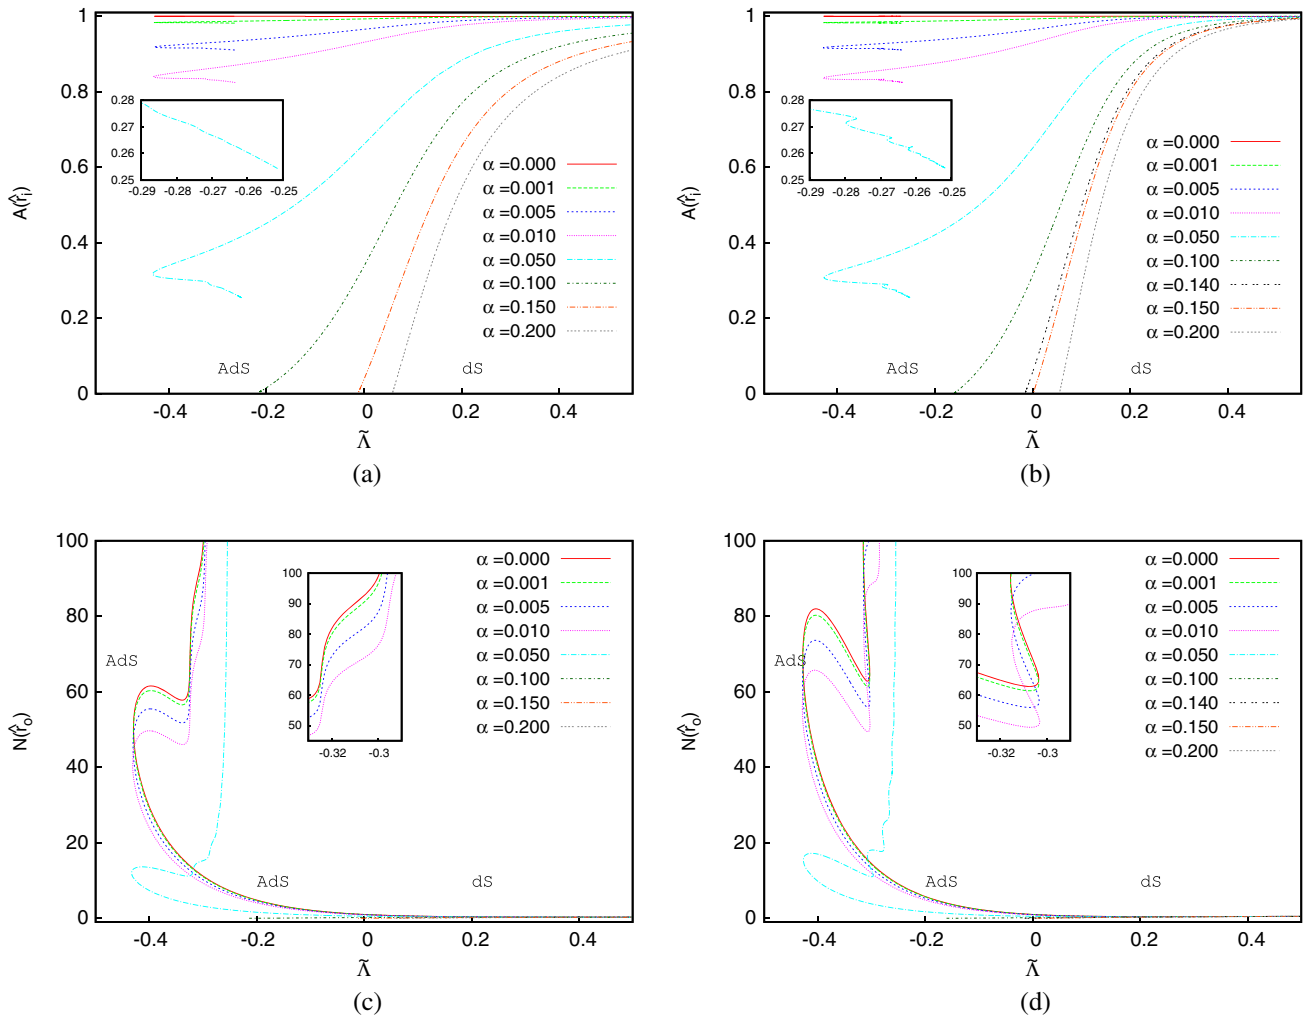 A(r̂i)
1
0.8
0.6
0.4
0.2
0
-0.4 -0.2 0 0.2 0.4
Λ̃
0.28
0.27
0.26
0.25
-0.29 -0.28 -0.27 -0.26 -0.25
α =0.000
α =0.001
α =0.005
α =0.010
α =0.050
α =0.100
α =0.150
α =0.200
AdS
dS
(a)
A(r̂i)
1
0.8
0.6
0.4
0.2
0
-0.4 -0.2 0 0.2 0.4
Λ̃
0.28
0.27
0.26
0.25
-0.29 -0.28 -0.27 -0.26 -0.25
α =0.000
α =0.001
α =0.005
α =0.010
α =0.050
α =0.100
α =0.140
α =0.150
α =0.200
AdS
dS
(b)
N(r̂o)
100
80
60
40
20
0
-0.4 -0.2 0 0.2 0.4
Λ̃
100
90
80
70
60
50
-0.32 -0.3
α =0.000
α =0.001
α =0.005
α =0.010
α =0.050
α =0.100
α =0.150
α =0.200
AdS
AdS
dS
(c)
N(r̂o)
100
80
60
40
20
0
-0.4 -0.2 0 0.2 0.4
Λ̃
100
90
80
70
60
50
-0.32 -0.3
α =0.000
α =0.001
α =0.005
α =0.010
α =0.050
α =0.100
α =0.140
α =0.150
α =0.200
AdS
AdS
dS
(d)